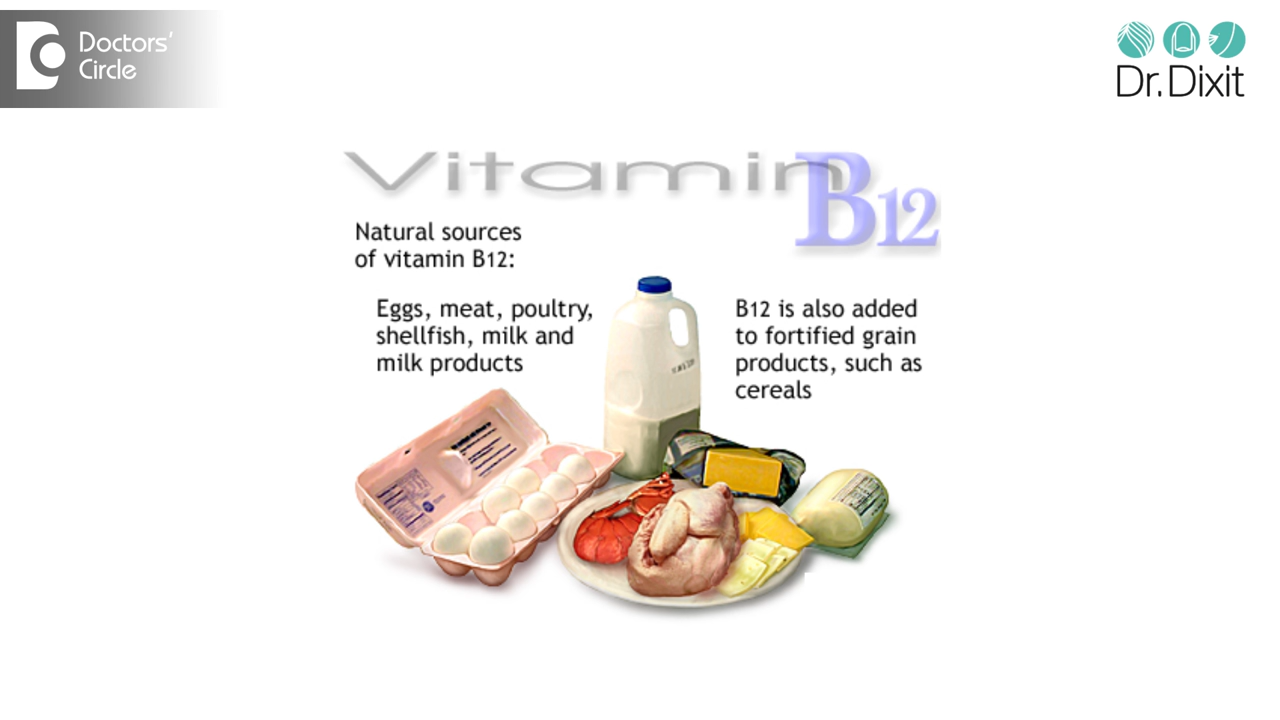 Doctors'
Circle
Dr.Dixit
Vitamin B12
Natural sources
of vitamin B12:
Eggs, meat, poultry,
shellfish, milk and
milk products
B12 is also added
to fortified grain
products, such as
cereals